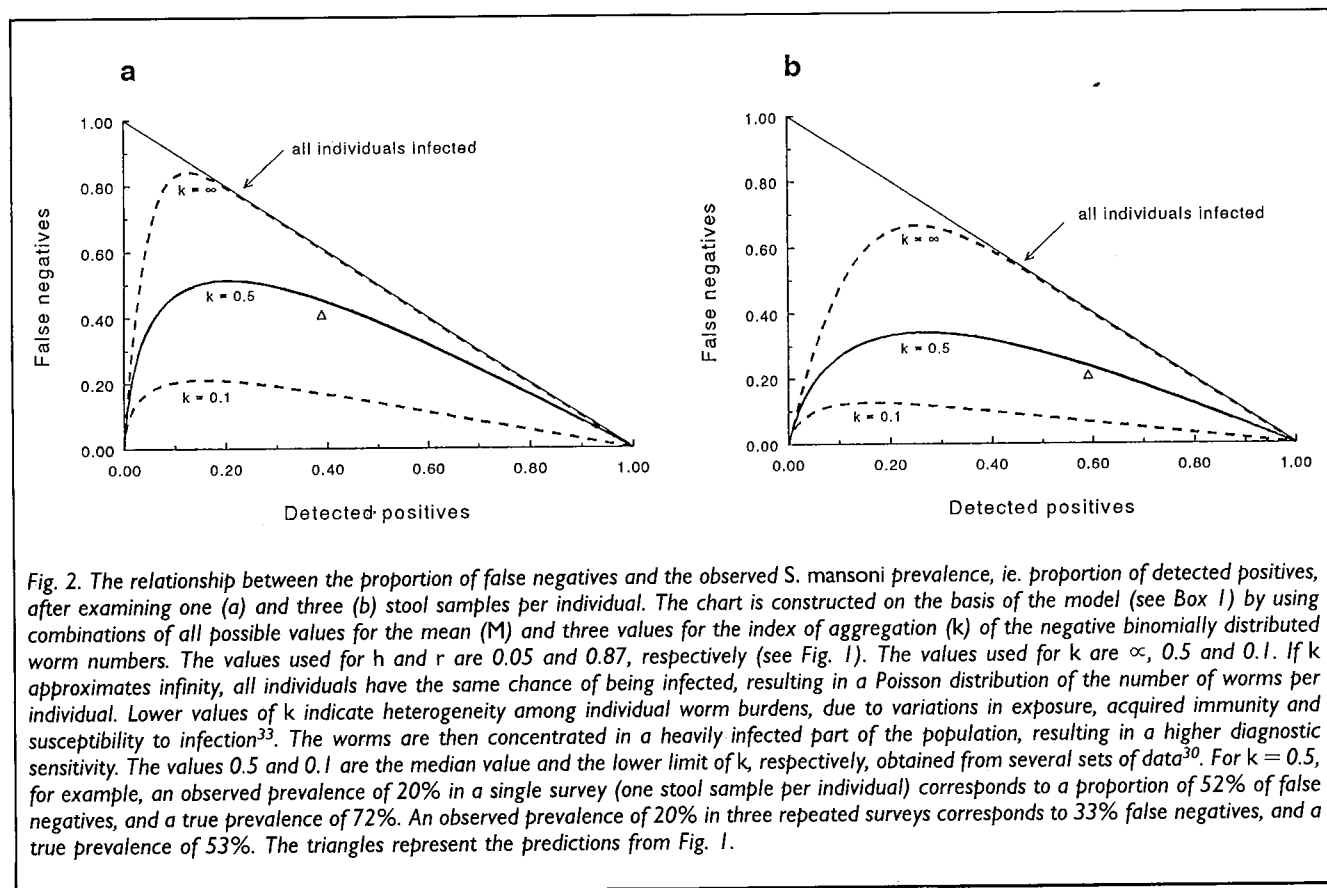 a
1.00
0.80
0.60
0.40
0.20
0.00
False negatives
all individuals infected
k = ∞
k = 0.5
k = 0.1
Δ
0.00 0.20 0.40 0.60 0.80 1.00
Detected positives
b
1.00
0.80
0.60
0.40
0.20
0.00
False negatives
all individuals infected
k = ∞
k = 0.5
k = 0.1
Δ
0.00 0.20 0.40 0.60 0.80 1.00
Detected positives
Fig. 2. The relationship between the proportion of false negatives and the observed S. mansoni prevalence, ie. proportion of detected positives,
after examining one (a) and three (b) stool samples per individual. The chart is constructed on the basis of the model (see Box 1) by using
combinations of all possible values for the mean (M) and three values for the index of aggregation (k) of the negative binomially distributed
worm numbers. The values used for h and r are 0.05 and 0.87, respectively (see Fig. 1). The values used for k are ∝, 0.5 and 0.1. If k
approximates infinity, all individuals have the same chance of being infected, resulting in a Poisson distribution of the number of worms per
individual. Lower values of k indicate heterogeneity among individual worm burdens, due to variations in exposure, acquired immunity and
susceptibility to infection³³. The worms are then concentrated in a heavily infected part of the population, resulting in a higher diagnostic
sensitivity. The values 0.5 and 0.1 are the median value and the lower limit of k, respectively, obtained from several sets of data³⁰. For k = 0.5,
for example, an observed prevalence of 20% in a single survey (one stool sample per individual) corresponds to a proportion of 52% of false
negatives, and a true prevalence of 72%. An observed prevalence of 20% in three repeated surveys corresponds to 33% false negatives, and a
true prevalence of 53%. The triangles represent the predictions from Fig. 1.